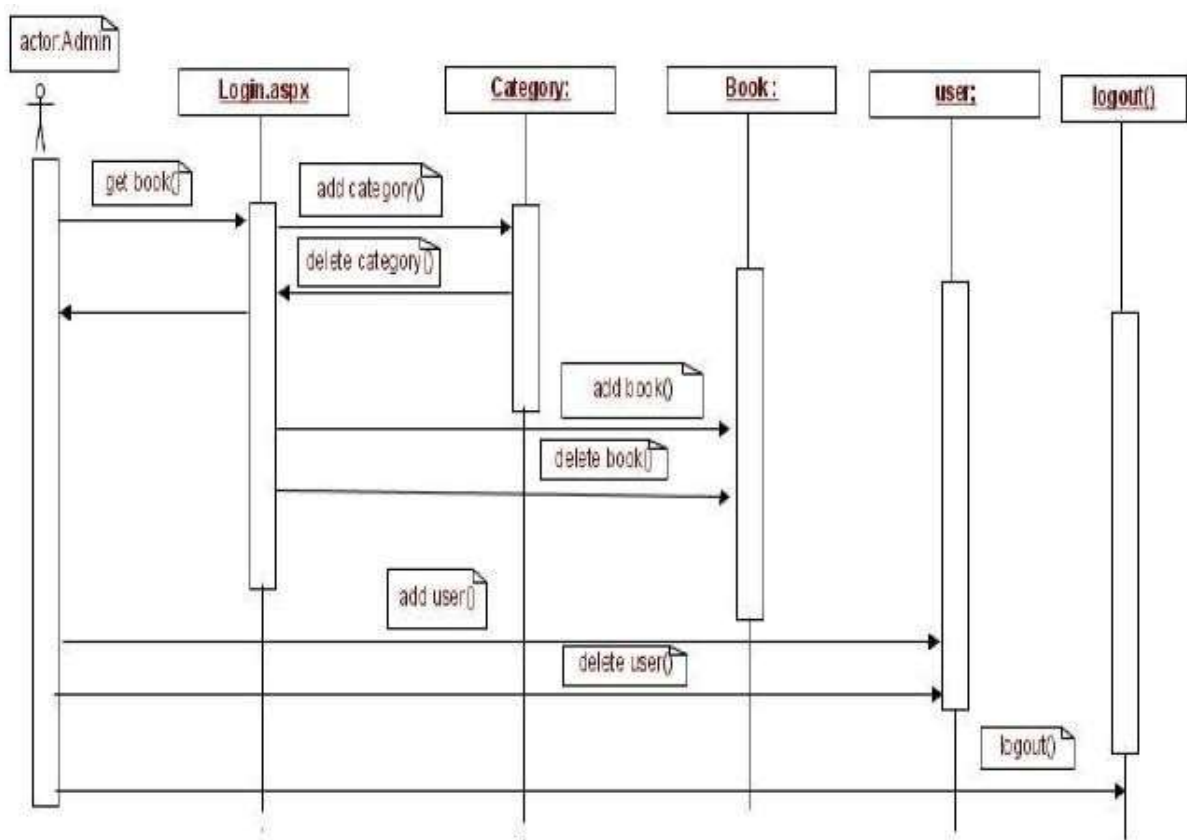 actor:Admin
Login.aspx
Category:
Book :
user;
logout()
get book()
add category()
delete category()
add book()
delete book()
add user()
delete user()
logout()